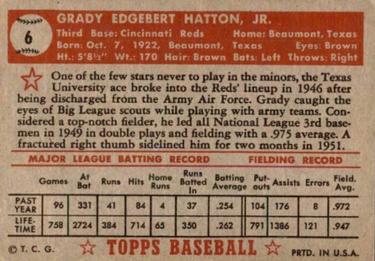 6
GRADY EDGEBERT HATTON, JR.
Third Base: Cincinnati Reds Home: Beaumont, Texas
Born: Oct. 7, 1922, Beaumont, Texas Eyes: Brown
Ht.: 5'8½" Wt.: 170 Hair: Brown Bats: Left Throws: Right
One of the few stars never to play in the minors, the Texas
University ace broke into the Reds' lineup in 1946 after
being discharged from the Army Air Force. Grady caught the
eyes of Big League scouts while playing with army teams. Con-
sidered a top-notch fielder, he led all National League 3rd base
men in 1949 in double plays and fielding with a .975 average. A
fractured right thumb sidelined him for two months in 1951.
MAJOR LEAGUE BATTING RECORD FIELDING RECORD
Games At Bat Runs Hits Home Runs Runs Batted In Batting Average Put-outs Assists Errors Field. Avg.
PAST YEAR 96 331 41 84 4 37 .254 104 176 8 .972
LIFE-TIME 758 2724 384 714 65 350 .262 791 1386 121 .947
© T. C. G. TOPPS BASEBALL PRTD. IN U.S.A.